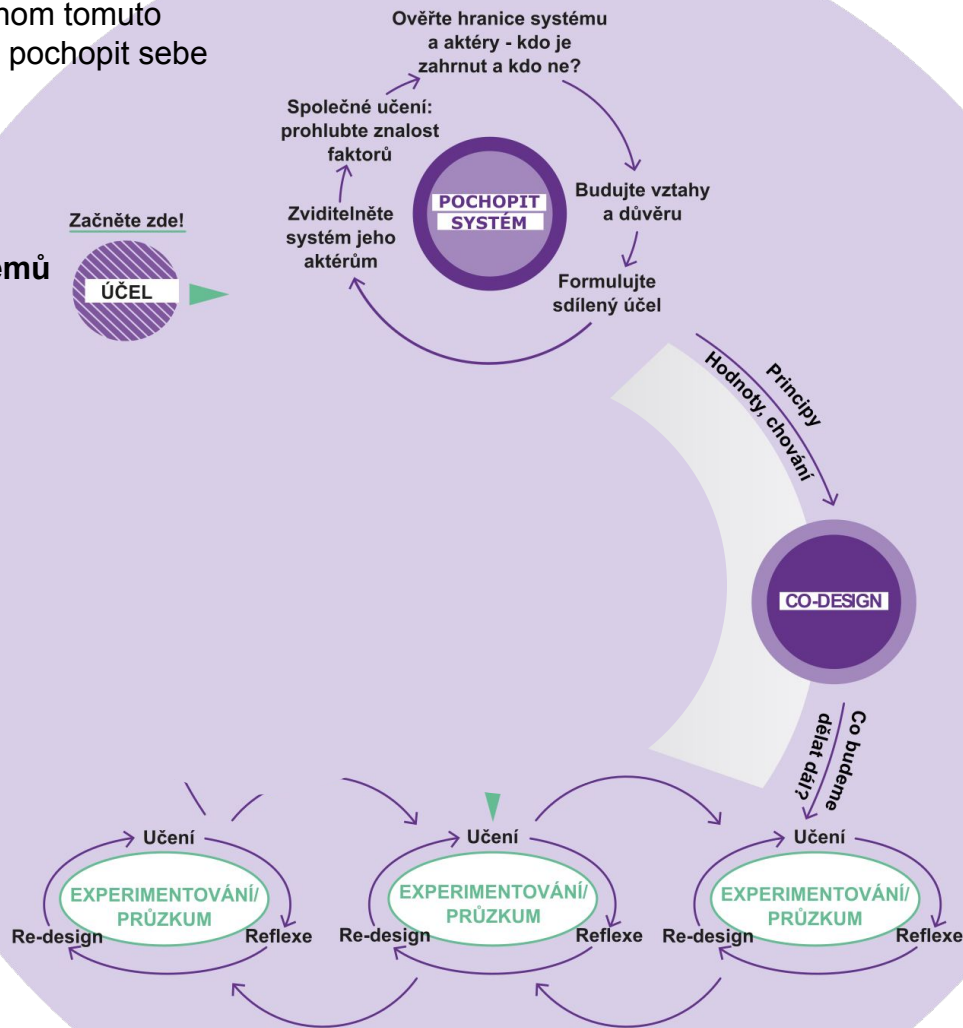 nom tomuto
pochopit sebe
Ověřte hranice systému
a aktéry - kdo je
zahrnut a kdo ne?
Společné učení:
prohlubte znalost
faktorů
Budujte vztahy
a důvěru
POCHOPIT
SYSTÉM
Zviditelněte
systém jeho
aktérům
Formulujte
sdílený účel
Začněte zde!
emů
ÚČEL
Principy
Hodnoty, chování
CO-DESIGN
Co budeme
dělat dál?
Učení
EXPERIMENTOVÁNÍ/
PRŮZKUM
Re-design
Reflexe
Učení
EXPERIMENTOVÁNÍ/
PRŮZKUM
Re-design
Reflexe
Učení
EXPERIMENTOVÁNÍ/
PRŮZKUM
Re-design
Reflexe